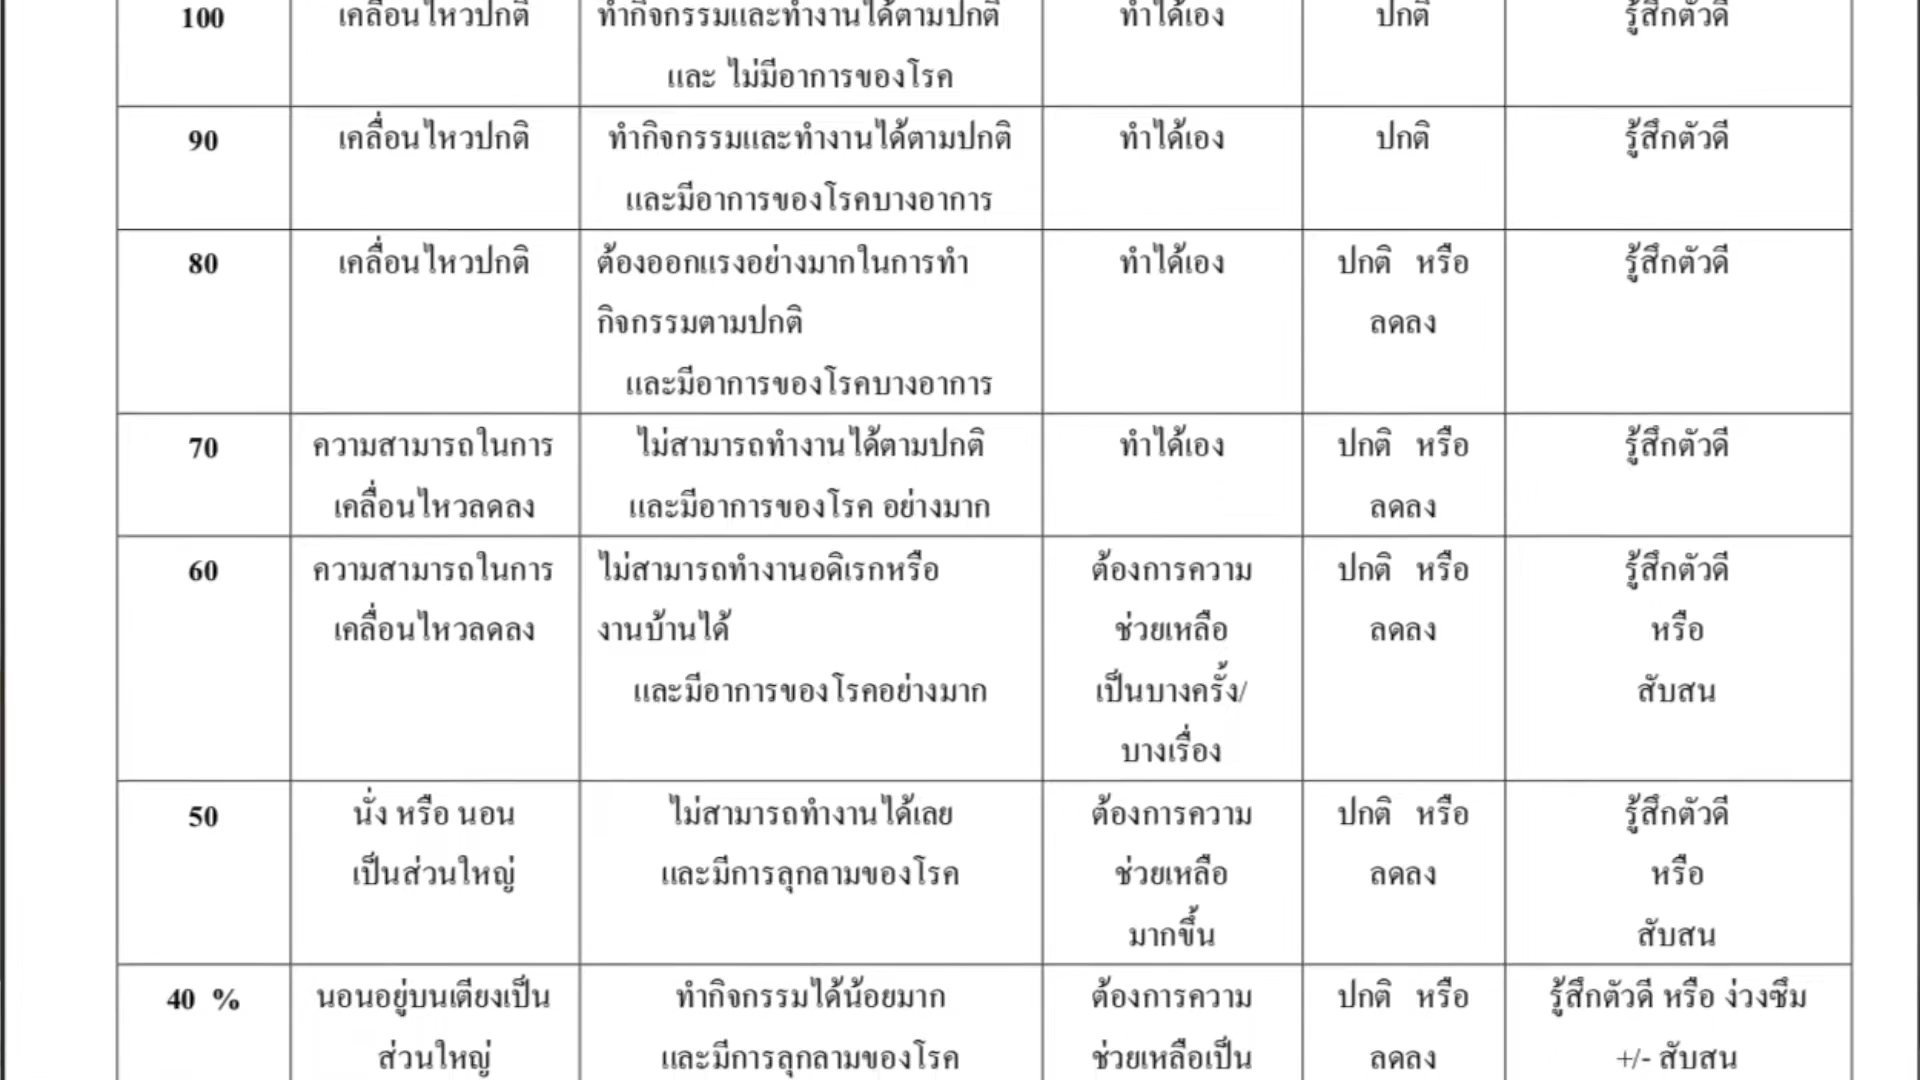 100 เคลื่อนไหวปกติ ทำกิจกรรมและทำงานได้ตามปกติ ทำได้เอง ปกติ รู้สึกตัวดี
และ ไม่มีอาการของโรค
90 เคลื่อนไหวปกติ ทำกิจกรรมและทำงานได้ตามปกติ ทำได้เอง ปกติ รู้สึกตัวดี
และมีอาการของโรคบางอาการ
80 เคลื่อนไหวปกติ ต้องออกแรงอย่างมากในการทำ ทำได้เอง ปกติ หรือ รู้สึกตัวดี
กิจกรรมตามปกติ ลดลง
และมีอาการของโรคบางอาการ
70 ความสามารถในการ ไม่สามารถทำงานได้ตามปกติ ทำได้เอง ปกติ หรือ รู้สึกตัวดี
เคลื่อนไหวลดลง และมีอาการของโรค อย่างมาก ลดลง
60 ความสามารถในการ ไม่สามารถทำงานอดิเรกหรือ ต้องการความ ปกติ หรือ รู้สึกตัวดี
เคลื่อนไหวลดลง งานบ้านได้ ช่วยเหลือ ลดลง หรือ
และมีอาการของโรคอย่างมาก เป็นบางครั้ง/ สับสน
บางเรื่อง
50 นั่ง หรือ นอน ไม่สามารถทำงานได้เลย ต้องการความ ปกติ หรือ รู้สึกตัวดี
เป็นส่วนใหญ่ และมีการลุกลามของโรค ช่วยเหลือ ลดลง หรือ
มากขึ้น สับสน
40 % นอนอยู่บนเตียงเป็น ทำกิจกรรมได้น้อยมาก ต้องการความ ปกติ หรือ รู้สึกตัวดี หรือ ง่วงซึม
ส่วนใหญ่ และมีการลุกลามของโรค ช่วยเหลือเป็น ลดลง +/- สับสน